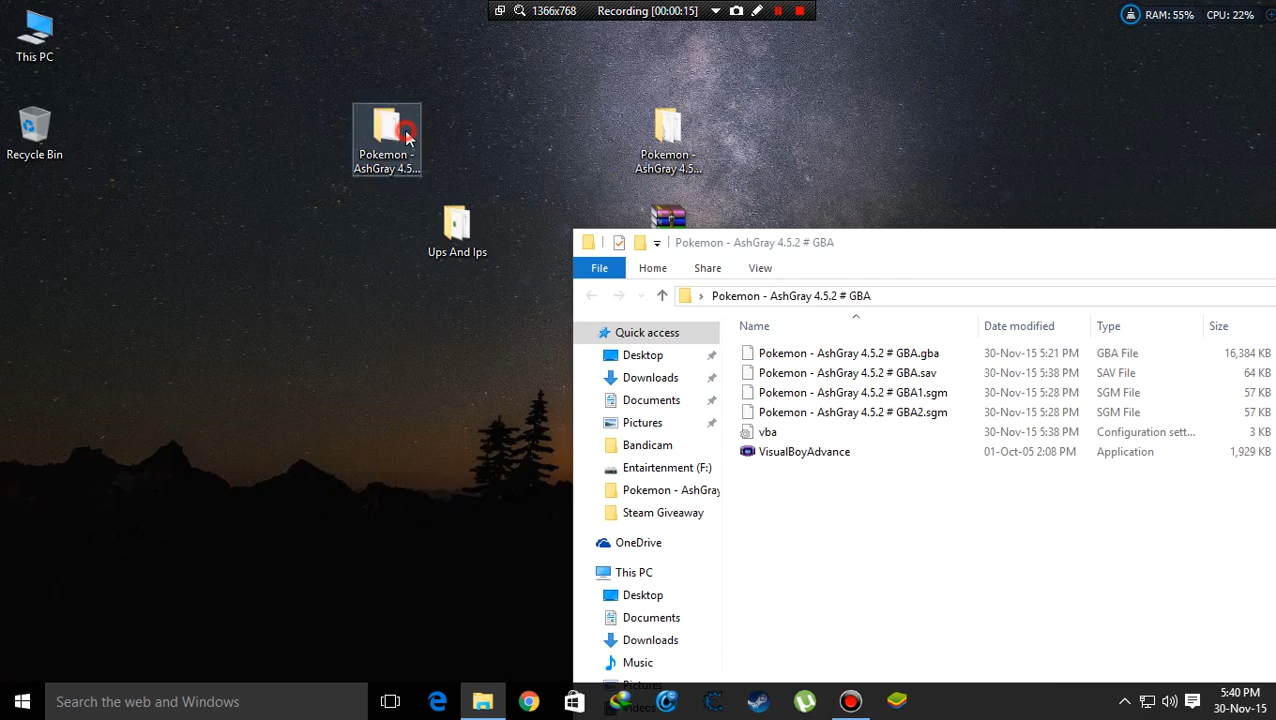 1366x768
Recording [00:00:15]
RAM: 55%
CPU: 22%
This PC
Recycle Bin
Pokemon -
AshGray 4.5...
Pokemon -
AshGray 4.5...
Ups And Ips
Pokemon - AshGray 4.5.2 # GBA
File
Home
Share
View
Pokemon - AshGray 4.5.2 # GBA
Name
Date modified
Type
Size
Quick access
Desktop
Downloads
Documents
Pictures
Bandicam
Entairtenment (F:)
Pokemon - AshGray
Steam Giveaway
OneDrive
This PC
Desktop
Documents
Downloads
Music
Pictures
Videos
Pokemon - AshGray 4.5.2 # GBA.gba 30-Nov-15 5:21 PM GBA File 16,384 KB
Pokemon - AshGray 4.5.2 # GBA.sav 30-Nov-15 5:38 PM SAV File 64 KB
Pokemon - AshGray 4.5.2 # GBA1.sgm 30-Nov-15 5:28 PM SGM File 57 KB
Pokemon - AshGray 4.5.2 # GBA2.sgm 30-Nov-15 5:28 PM SGM File 57 KB
vba 30-Nov-15 5:38 PM Configuration sett... 3 KB
VisualBoyAdvance 01-Oct-05 2:08 PM Application 1,929 KB
Search the web and Windows
5:40 PM
30-Nov-15